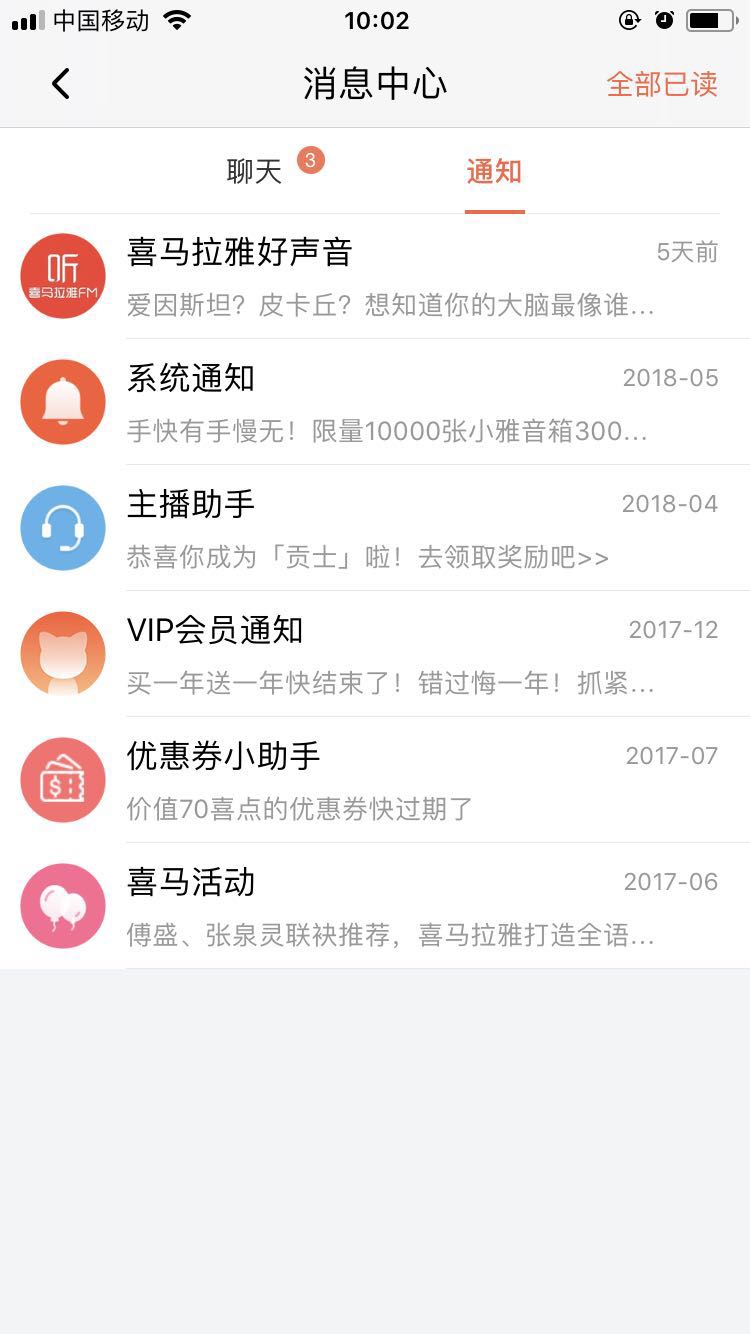 中国移动
10:02
消息中心
全部已读
聊天
3
通知
听
喜马拉雅FM
喜马拉雅好声音
5天前
爱因斯坦？皮卡丘？想知道你的大脑最像谁...
系统通知
2018-05
手快有手慢无！限量10000张小雅音箱300...
主播助手
2018-04
恭喜你成为「贡士」啦！去领取奖励吧>>
VIP会员通知
2017-12
买一年送一年快结束了！错过悔一年！抓紧...
优惠券小助手
2017-07
$
价值70喜点的优惠券快过期了
喜马活动
2017-06
傅盛、张泉灵联袂推荐，喜马拉雅打造全语...